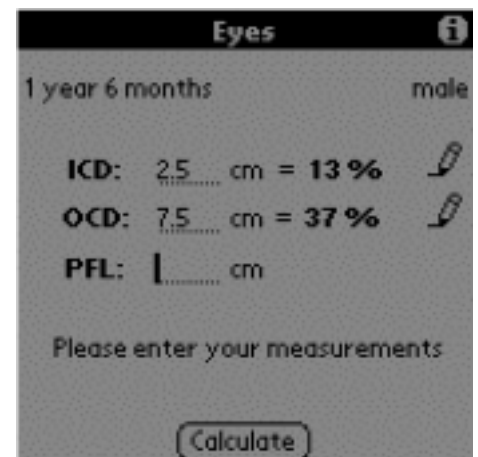 Eyes i
1 year 6 months male
ICD: 2.5 cm = 13 %
OCD: 7.5 cm = 37 %
PFL: cm
Please enter your measurements
Calculate